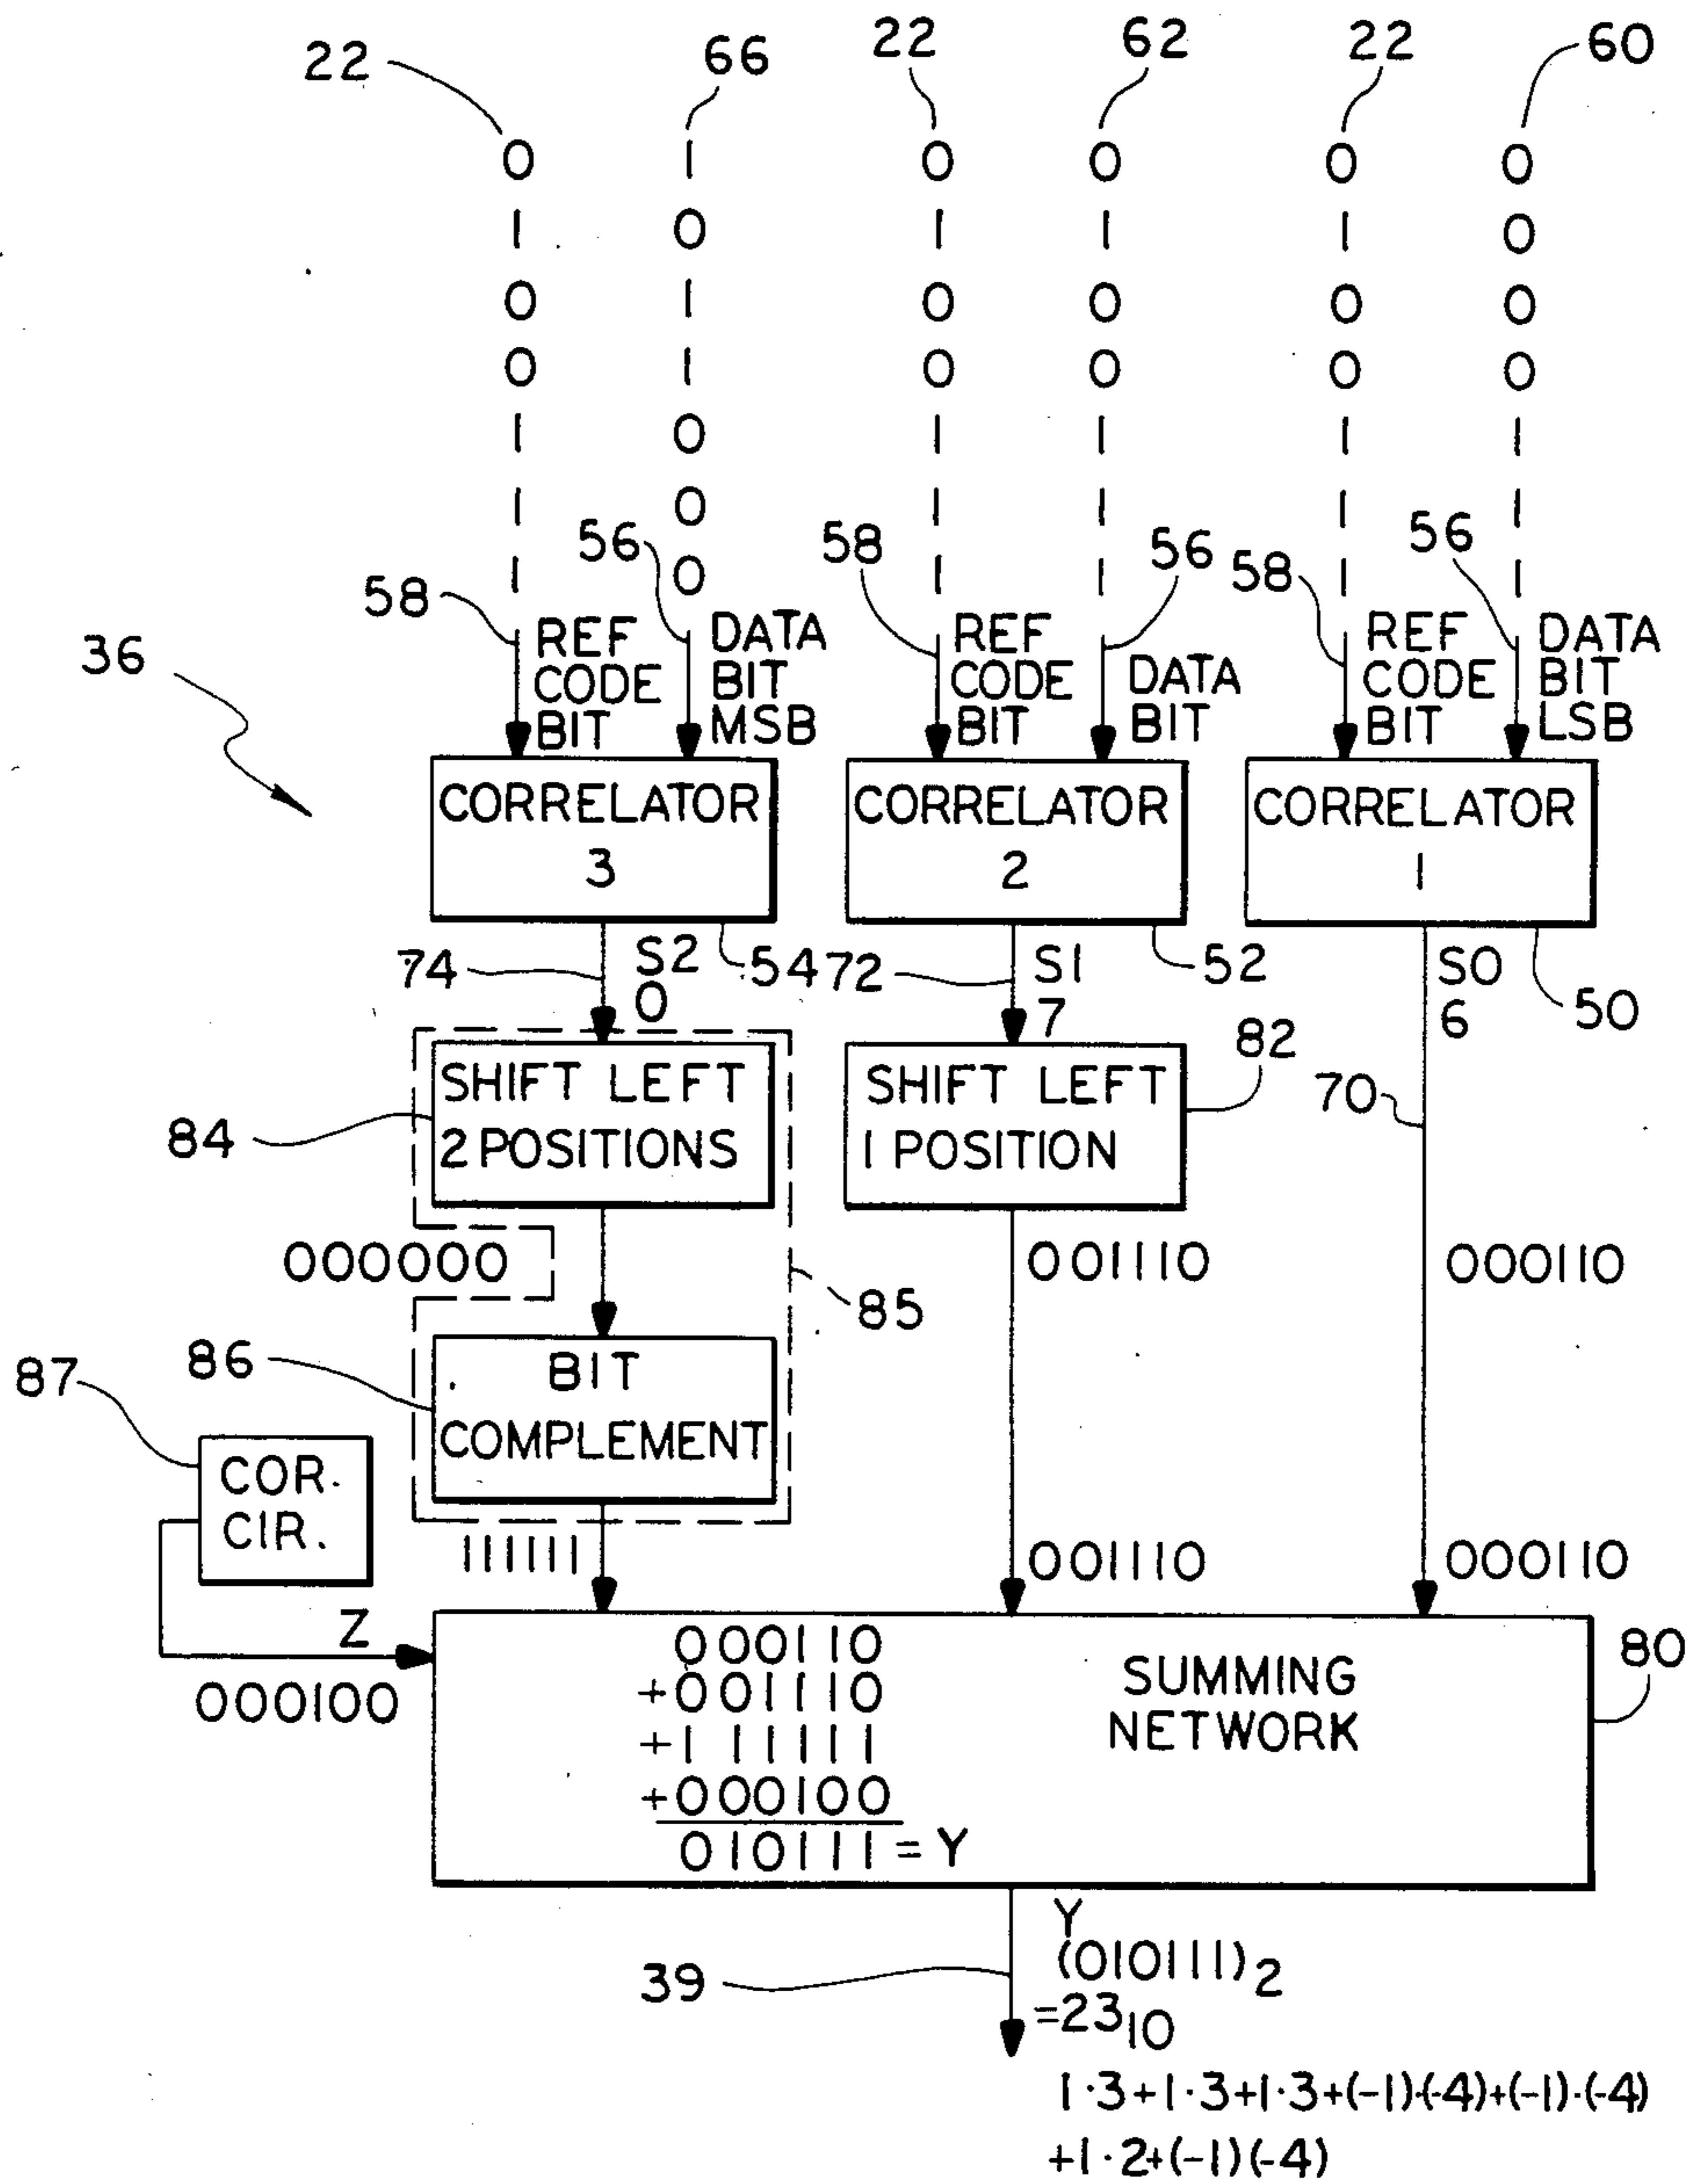 22 66 22 62 22 60
0 1 0 0 0 0
1 0 1 1 1 0
0 1 0 0 0 0
0 1 0 0 0 0
1 0 1 1 1 1
1 0 1 1 1 1
1 0 1 1 1 1
58 56 58 56 58 56
36
REF CODE BIT
DATA BIT MSB
REF CODE BIT
DATA BIT
REF CODE BIT
DATA BIT LSB
CORRELATOR 3
CORRELATOR 2
CORRELATOR 1
74 S2 0 54
72 S1 7 52
S0 6 50
84
SHIFT LEFT
2 POSITIONS
SHIFT LEFT
1 POSITION
82
70
000000
001110
000110
85
86
BIT
COMPLEMENT
87
COR.
CIR.
111111
001110
000110
Z
000100
000110
+001110
+111111
+000100
010111=Y
SUMMING
NETWORK
80
39
Y
(010111)2
=2310
1·3+1·3+1·3+(-1)·(-4)+(-1)·(-4)
+1·2+(-1)(-4)